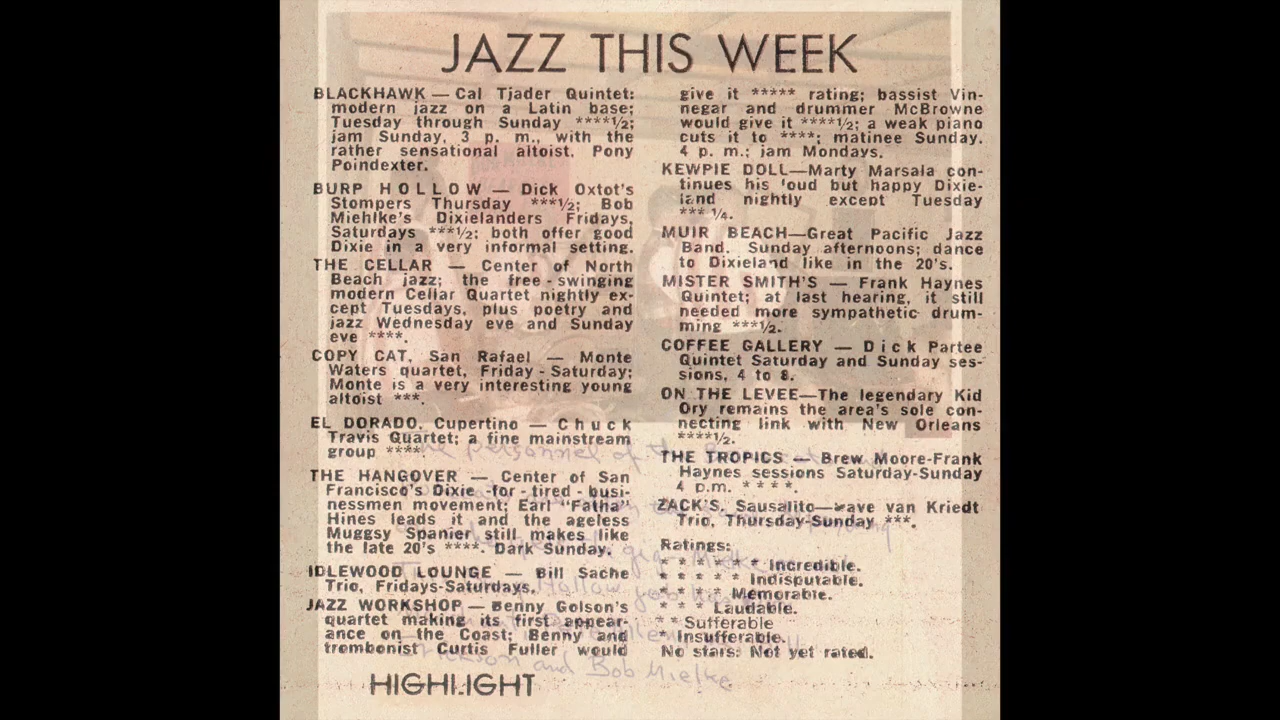 JAZZ THIS WEEK
BLACKHAWK — Cal Tjader Quintet:
modern jazz on a Latin base;
Tuesday through Sunday ****½;
jam Sunday, 3 p. m., with the
rather sensational altoist, Pony
Poindexter.
BURP HOLLOW — Dick Oxtot's
Stompers Thursday ***½; Bob
Miehlke's Dixielanders Fridays,
Saturdays ***½; both offer good
Dixie in a very informal setting.
THE CELLAR — Center of North
Beach jazz; the free-swinging
modern Cellar Quartet nightly ex-
cept Tuesdays, plus poetry and
jazz Wednesday eve and Sunday
eve ****.
COPY CAT, San Rafael — Monte
Waters quartet, Friday-Saturday;
Monte is a very interesting young
altoist ***.
EL DORADO, Cupertino — Chuck
Travis Quartet; a fine mainstream
group ****
THE HANGOVER — Center of San
Francisco's Dixie-for-tired-busi-
nessmen movement; Earl "Fatha"
Hines leads it and the ageless
Muggsy Spanier still makes like
the late 20's ****. Dark Sunday.
IDLEWOOD LOUNGE — Bill Sache
Trio, Fridays-Saturdays.
JAZZ WORKSHOP — Benny Golson's
quartet making its first appear-
ance on the Coast; Benny and
trombonist Curtis Fuller would
give it ***** rating; bassist Vin-
negar and drummer McBrowne
would give it ****½; a weak piano
cuts it to ****; matinee Sunday.
4 p. m.; jam Mondays.
KEWPIE DOLL—Marty Marsala con-
tinues his 'oud but happy Dixie-
land nightly except Tuesday
***¼.
MUIR BEACH—Great Pacific Jazz
Band. Sunday afternoons; dance
to Dixieland like in the 20's.
MISTER SMITH'S — Frank Haynes
Quintet; at last hearing, it still
needed more sympathetic drum-
ming ***½.
COFFEE GALLERY — Dick Partee
Quintet Saturday and Sunday ses-
sions, 4 to 8.
ON THE LEVEE—The legendary Kid
Ory remains the area's sole con-
necting link with New Orleans
****½.
THE TROPICS — Brew Moore-Frank
Haynes sessions Saturday-Sunday
4 p.m. ****.
ZACK'S, Sausalito— van Kriedt
Trio, Thursday-Sunday ***.
Ratings:
* * * * * * Incredible.
* * * * * Indisputable.
* * * * Memorable.
* * * Laudable.
* * Sufferable
* Insufferable.
No stars: Not yet rated.
HIGHLIGHT
the personnel of the
and Bob Mielke